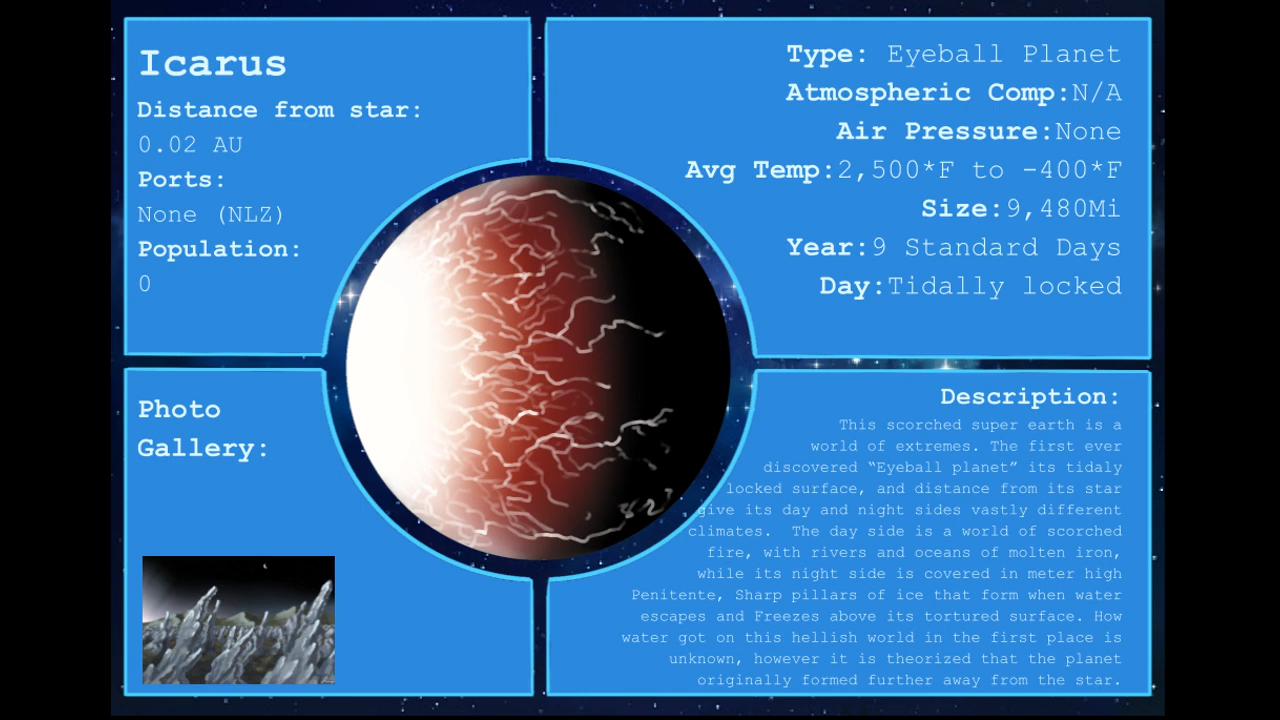 Icarus
Distance from star:
0.02 AU
Ports:
None (NLZ)
Population:
0
Type: Eyeball Planet
Atmospheric Comp:N/A
Air Pressure:None
Avg Temp:2,500*F to -400*F
Size:9,480Mi
Year:9 Standard Days
Day:Tidally locked
Photo
Gallery:
Description:
This scorched super earth is a
world of extremes. The first ever
discovered “Eyeball planet” its tidaly
locked surface, and distance from its star
give its day and night sides vastly different
climates.  The day side is a world of scorched
fire, with rivers and oceans of molten iron,
while its night side is covered in meter high
Penitente, Sharp pillars of ice that form when water
escapes and Freezes above its tortured surface. How
water got on this hellish world in the first place is
unknown, however it is theorized that the planet
originally formed further away from the star.